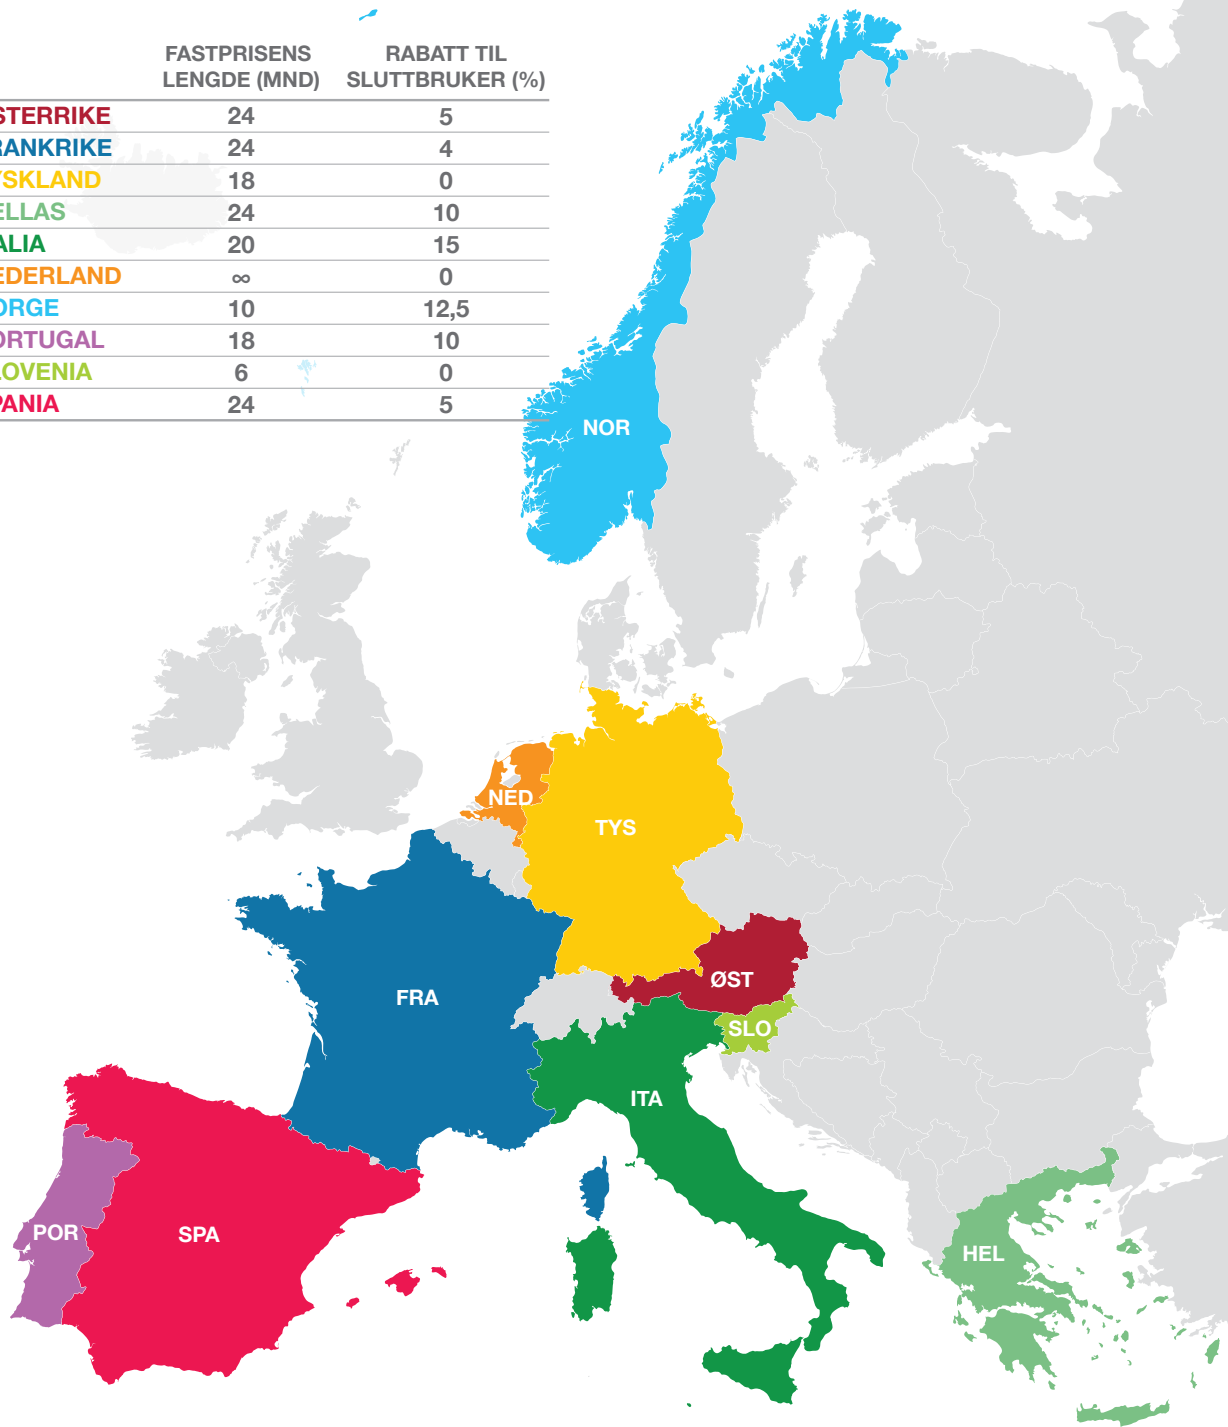 FASTPRISENS RABATT TIL
LENGDE (MND) SLUTTBRUKER (%)
STERRIKE 24 5
RANKRIKE 24 4
YSKLAND 18 0
ELLAS 24 10
ALIA 20 15
EDERLAND ∞ 0
ORGE 10 12,5
ORTUGAL 18 10
LOVENIA 6 0
PANIA 24 5
NOR
NED
TYS
ØST
FRA
SLO
ITA
POR
SPA
HEL